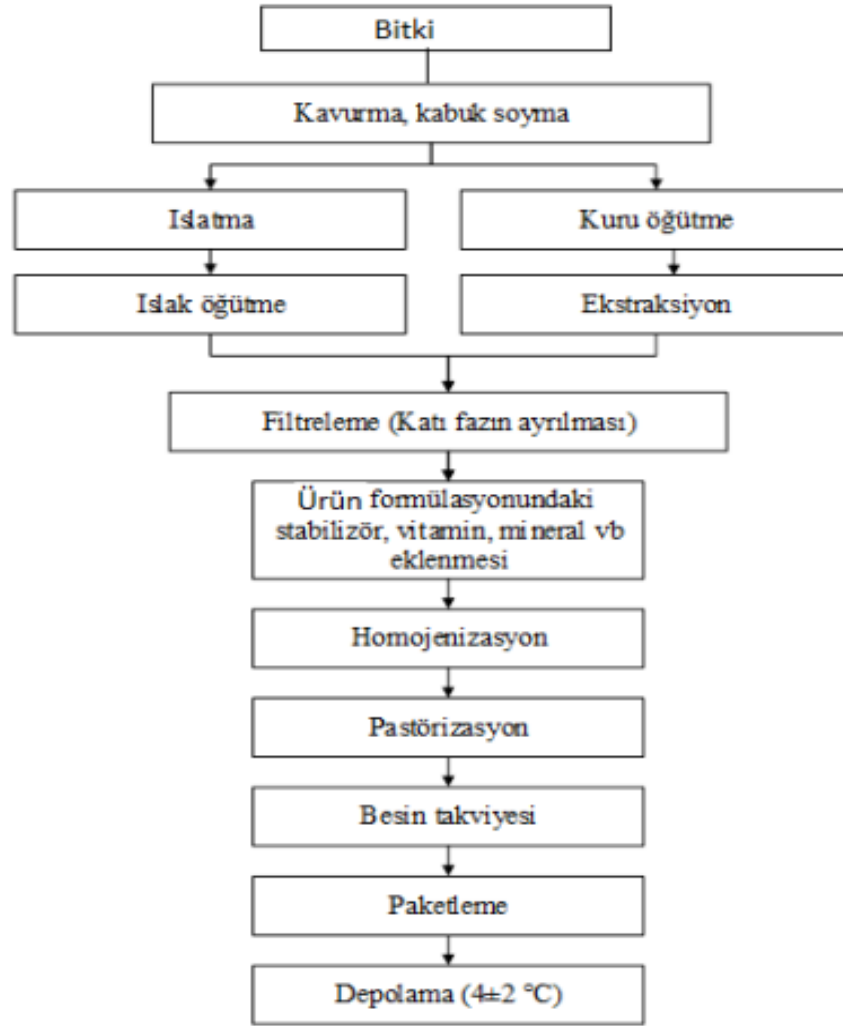 Bitki
Kavurma, kabuk soyma
Islatma
Kuru öğütme
Islak öğütme
Ekstraksiyon
Filtreleme (Katı fazın ayrılması)
Ürün formülasyonundaki
stabilizör, vitamin, mineral vb
eklenmesi
Homojenizasyon
Pastörizasyon
Besin takviyesi
Paketleme
Depolama (4±2 °C)